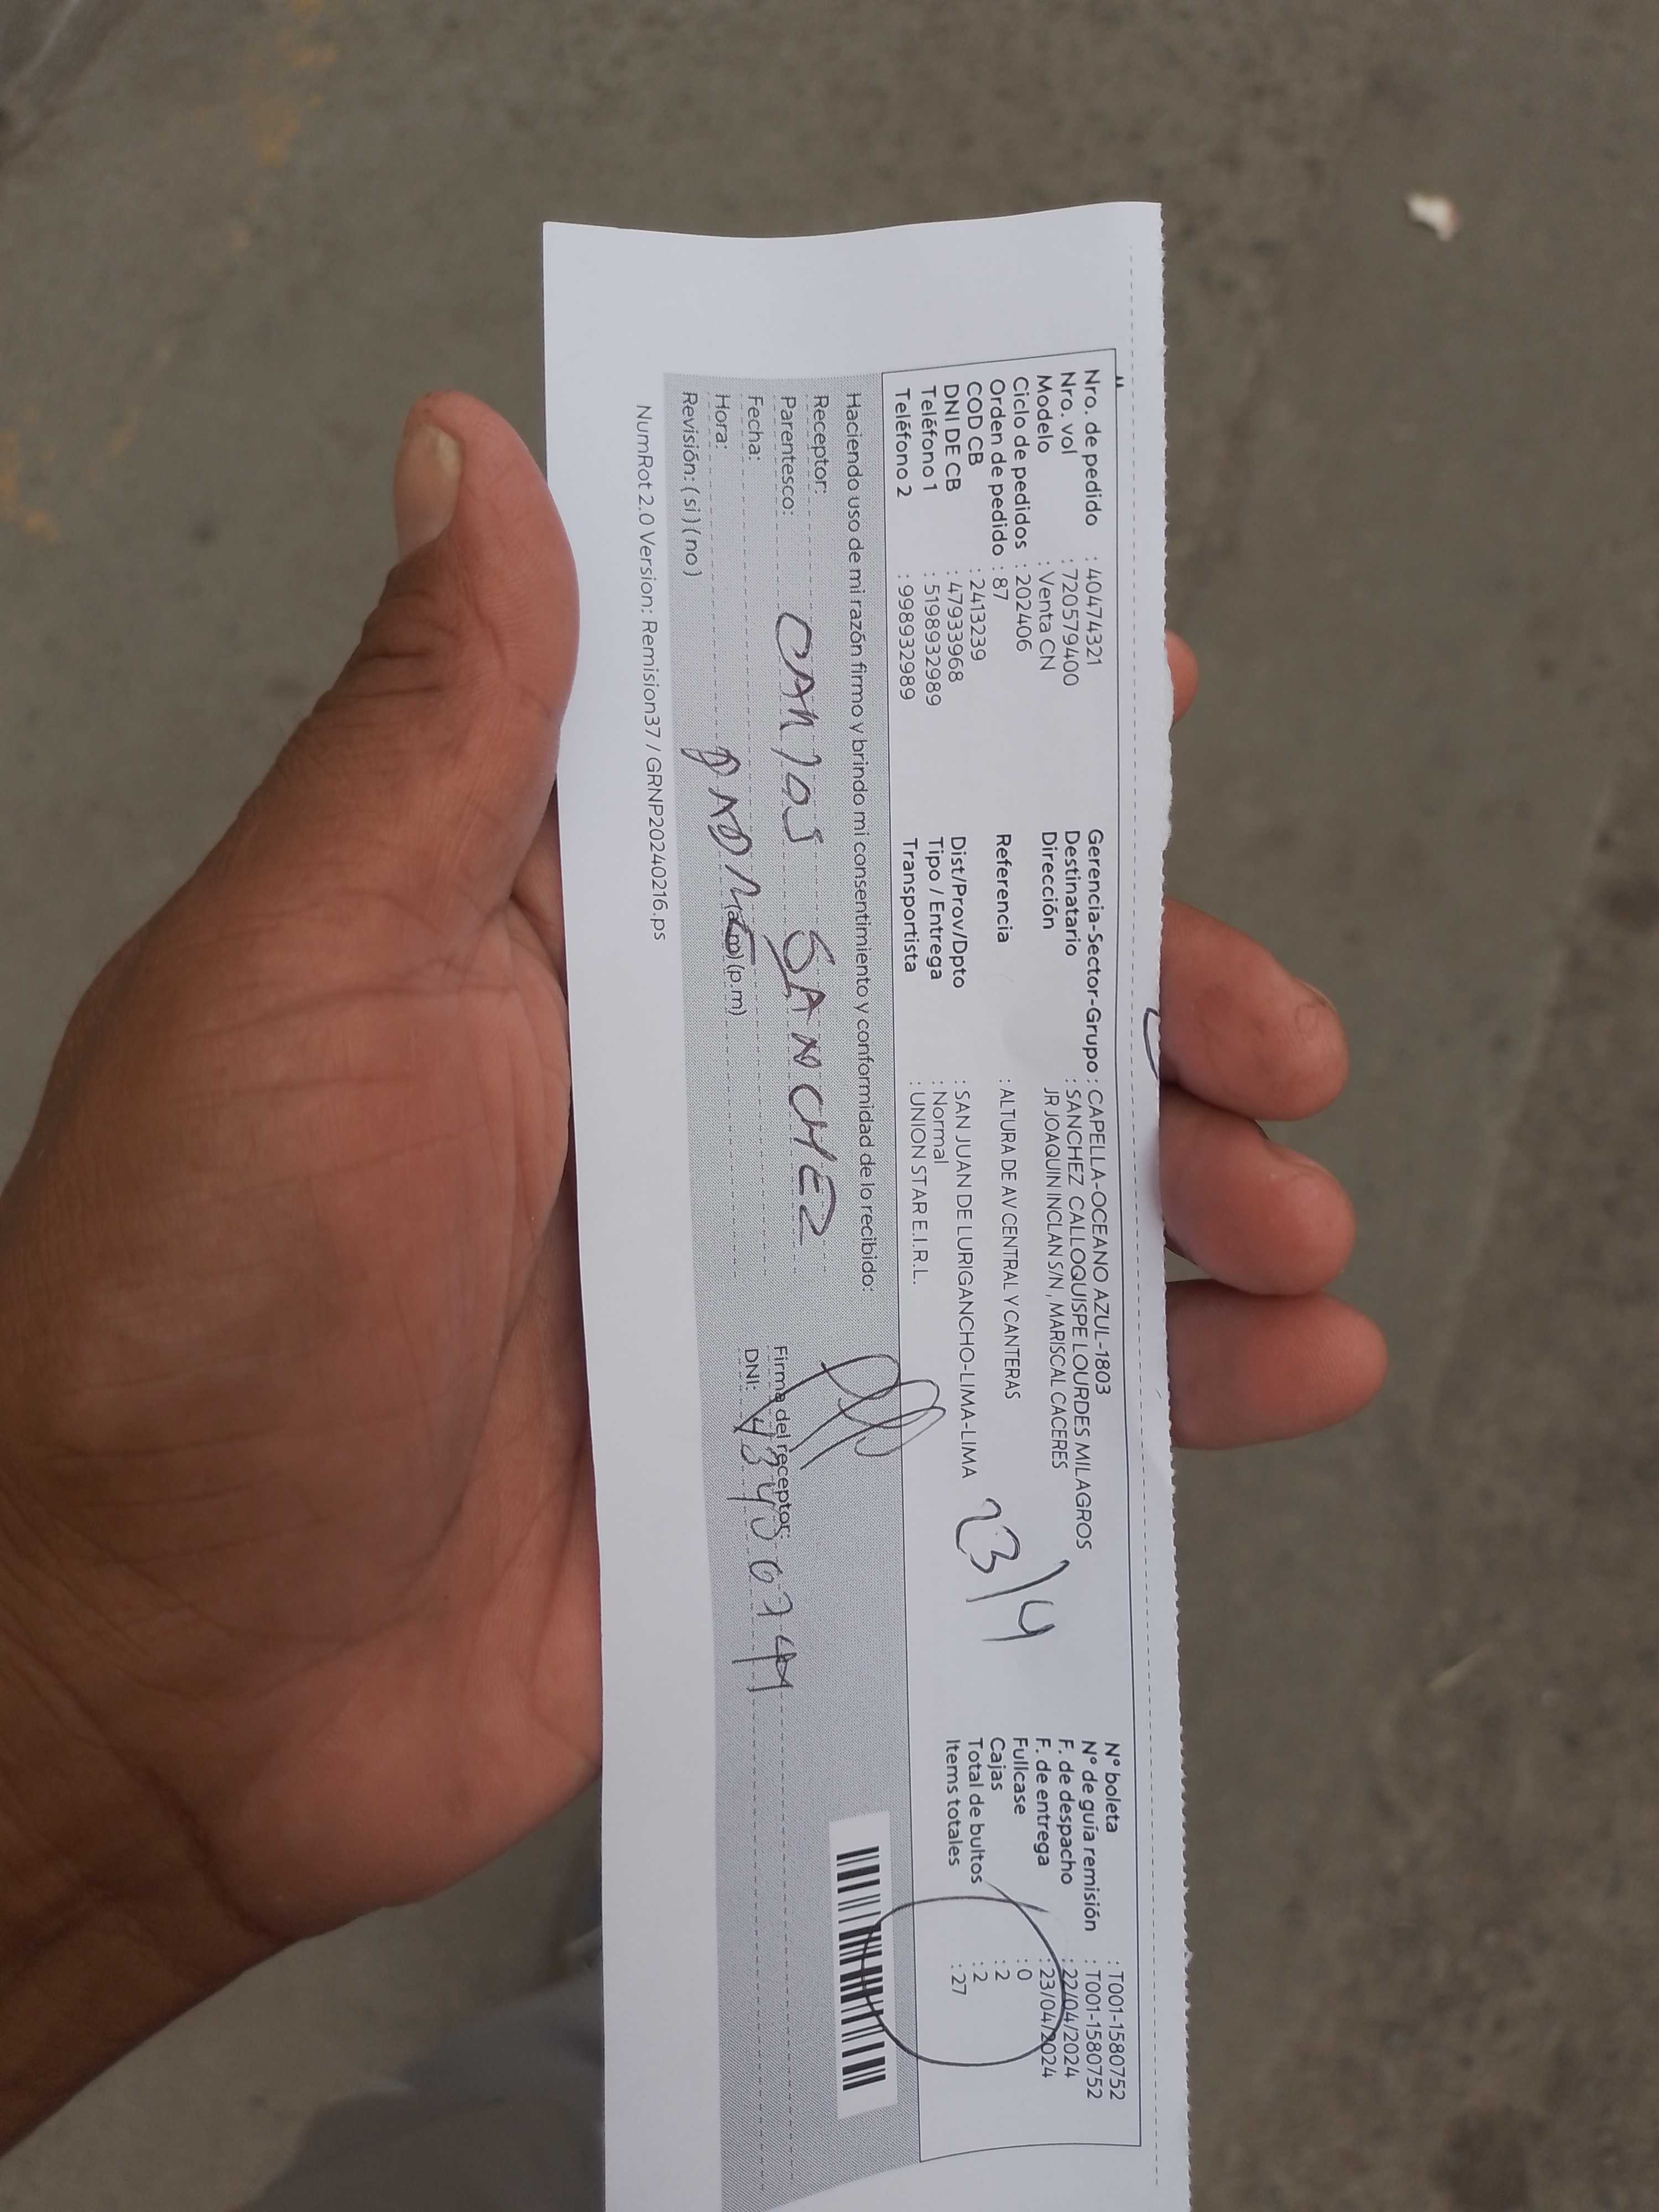 Nro. de pedido : 404743321
Nro. vol : 720579400
Modelo : Venta CN
Ciclo de pedidos : 202406
Orden de pedido : 87
COD CB : 2413239
DNI DE CB : 47933968
Teléfono 1 : 51989932989
Teléfono 2 : 998932989
Gerencia-Sector-Grupo : CAPELLA-OCEANO AZUL-1803
Destinatario : SANCHEZ CALLOQUISPE LOURDES MILAGROS
Dirección JR JOAQUIN INCLAN S/N, MARISCAL CACERES
Referencia : ALTURA DE AV CENTRAL Y CANTERAS
Dist/Prov/Dpto : SAN JUAN DE LURIGANCHO-LIMA-LIMA
Tipo / Entrega : Normal
Transportista : UNION STAR E.I.R.L.
23/4
N° boleta : T001-1580752
N° de guía remisión : T001-1580752
F. de despacho : 22/04/2024
F. de entrega : 23/04/2024
Fullcase : 0
Cajas : 2
Total de bultos : 2
Items totales : 27
Haciendo uso de mi razón firmo y brindo mi consentimiento y conformidad de lo recibido:
Receptor: CARLOS SANCHEZ
Parentesco:
Fecha:
Hora: (a.m) (p.m)
PADRE
Revisión: (si) (no)
Firma del receptor:
DNI:
NumRot 2.0 Version: Remision37 / GRNP20240216.ps